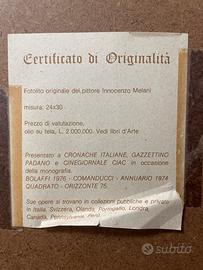 Certificato di Originalità
Fotolito originale del pittore Innocenzo Melani
misura: 24x30
Prezzo di valutazione,
olio su tela, L. 2.000.000. Vedi libri d'Arte
Presentato a CRONACHE ITALIANE, GAZZETTINO
PADANO e CINEGIORNALE CIAC in occasione
della monografia.
BOLAFFI 1976 - COMANDUCCI - ANNUARIO 1974
QUADRATO - ORIZZONTE 75.
Sue opere si trovano in collezioni pubbliche e private
in Italia, Svizzera, Olanda, Portogallo, Londra,
Canadà, Pennsylvania, Perù.
subito